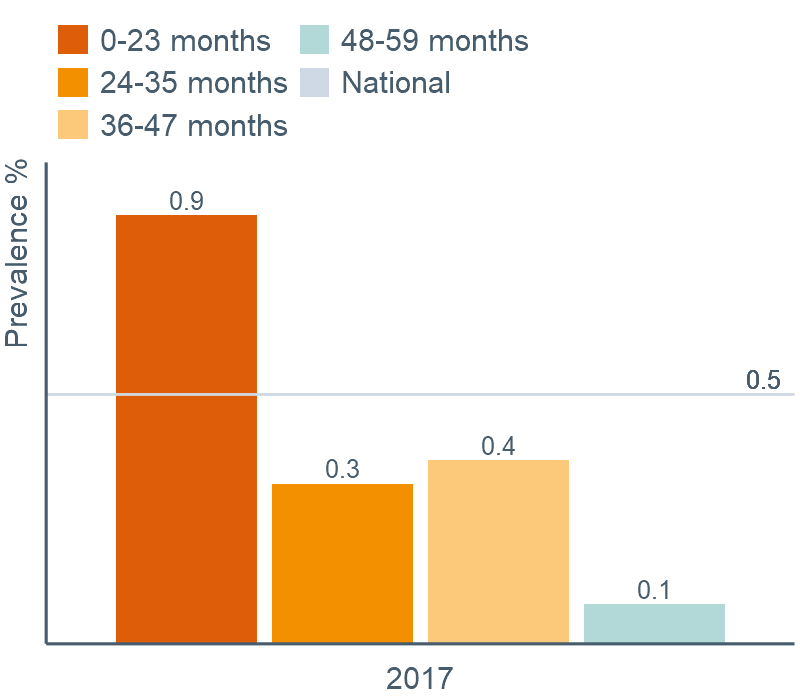 0-23 months
24-35 months
36-47 months
48-59 months
National
Prevalence %
0.9
0.3
0.4
0.1
0.5
2017